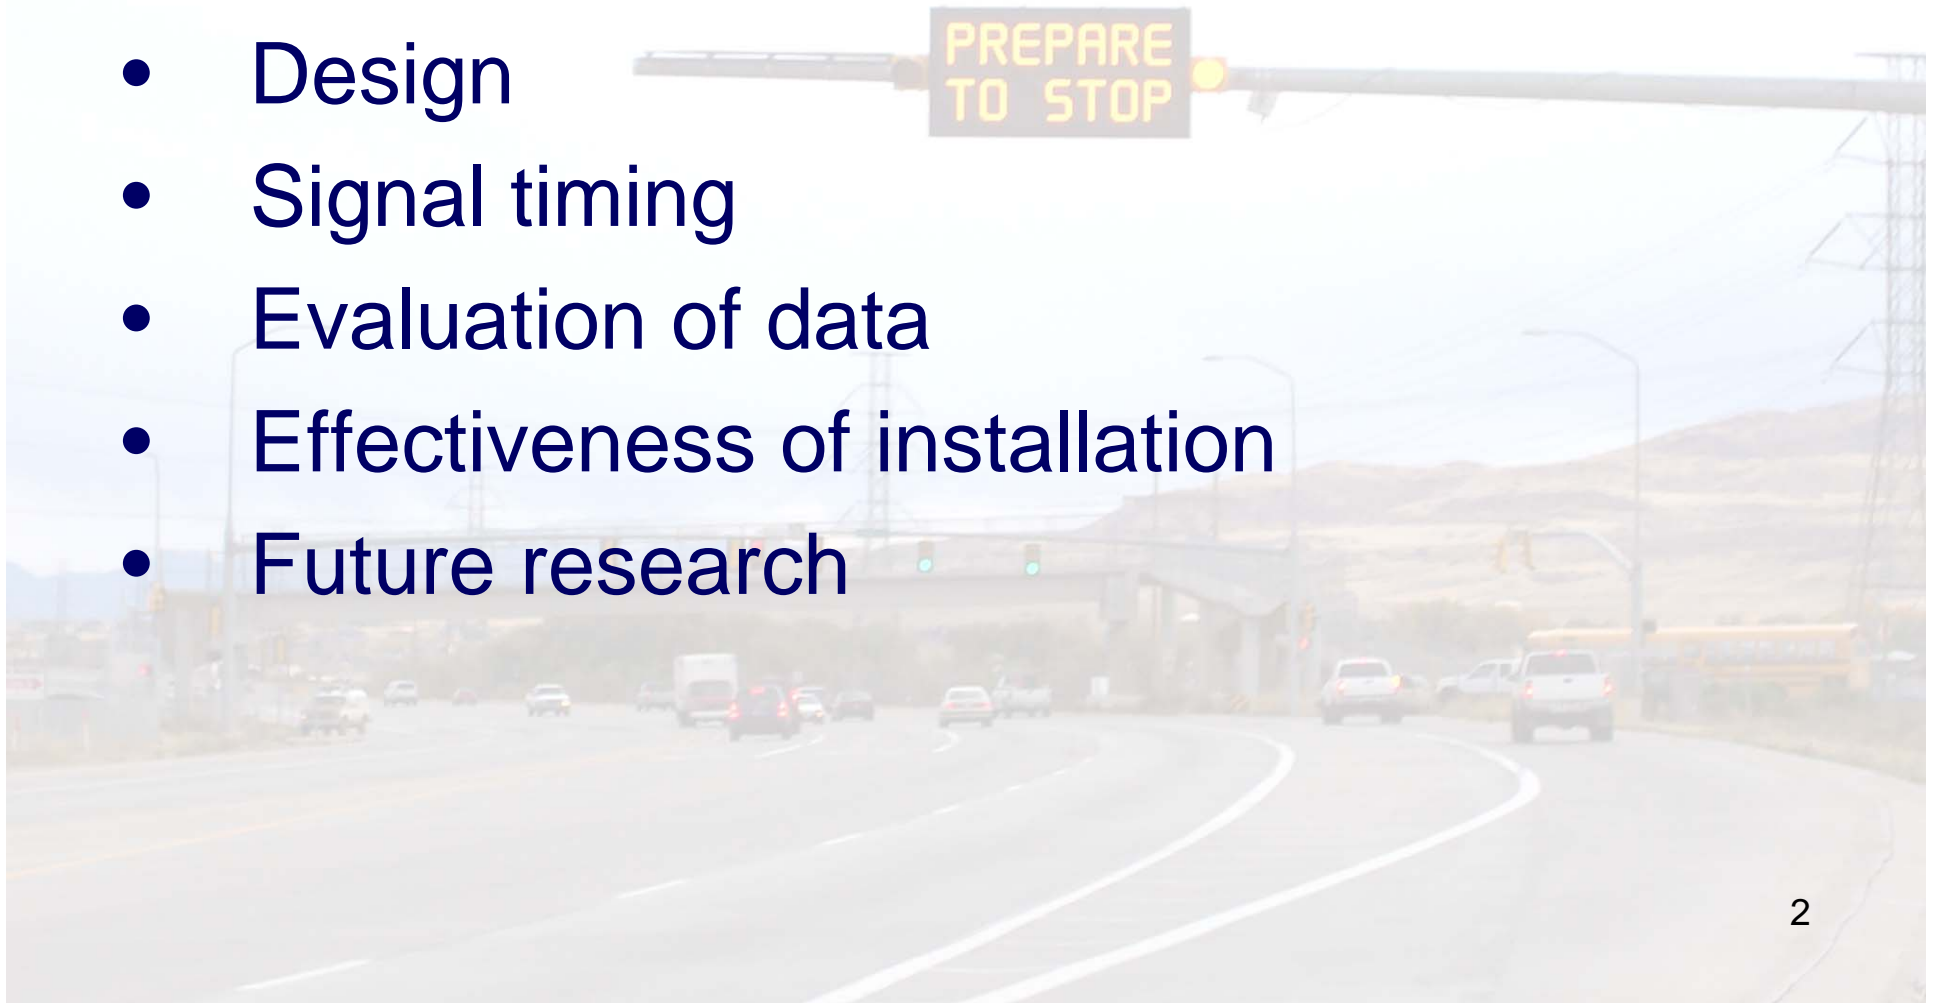 PREPARE
TO STOP
• Design
• Signal timing
• Evaluation of data
• Effectiveness of installation
• Future research
2